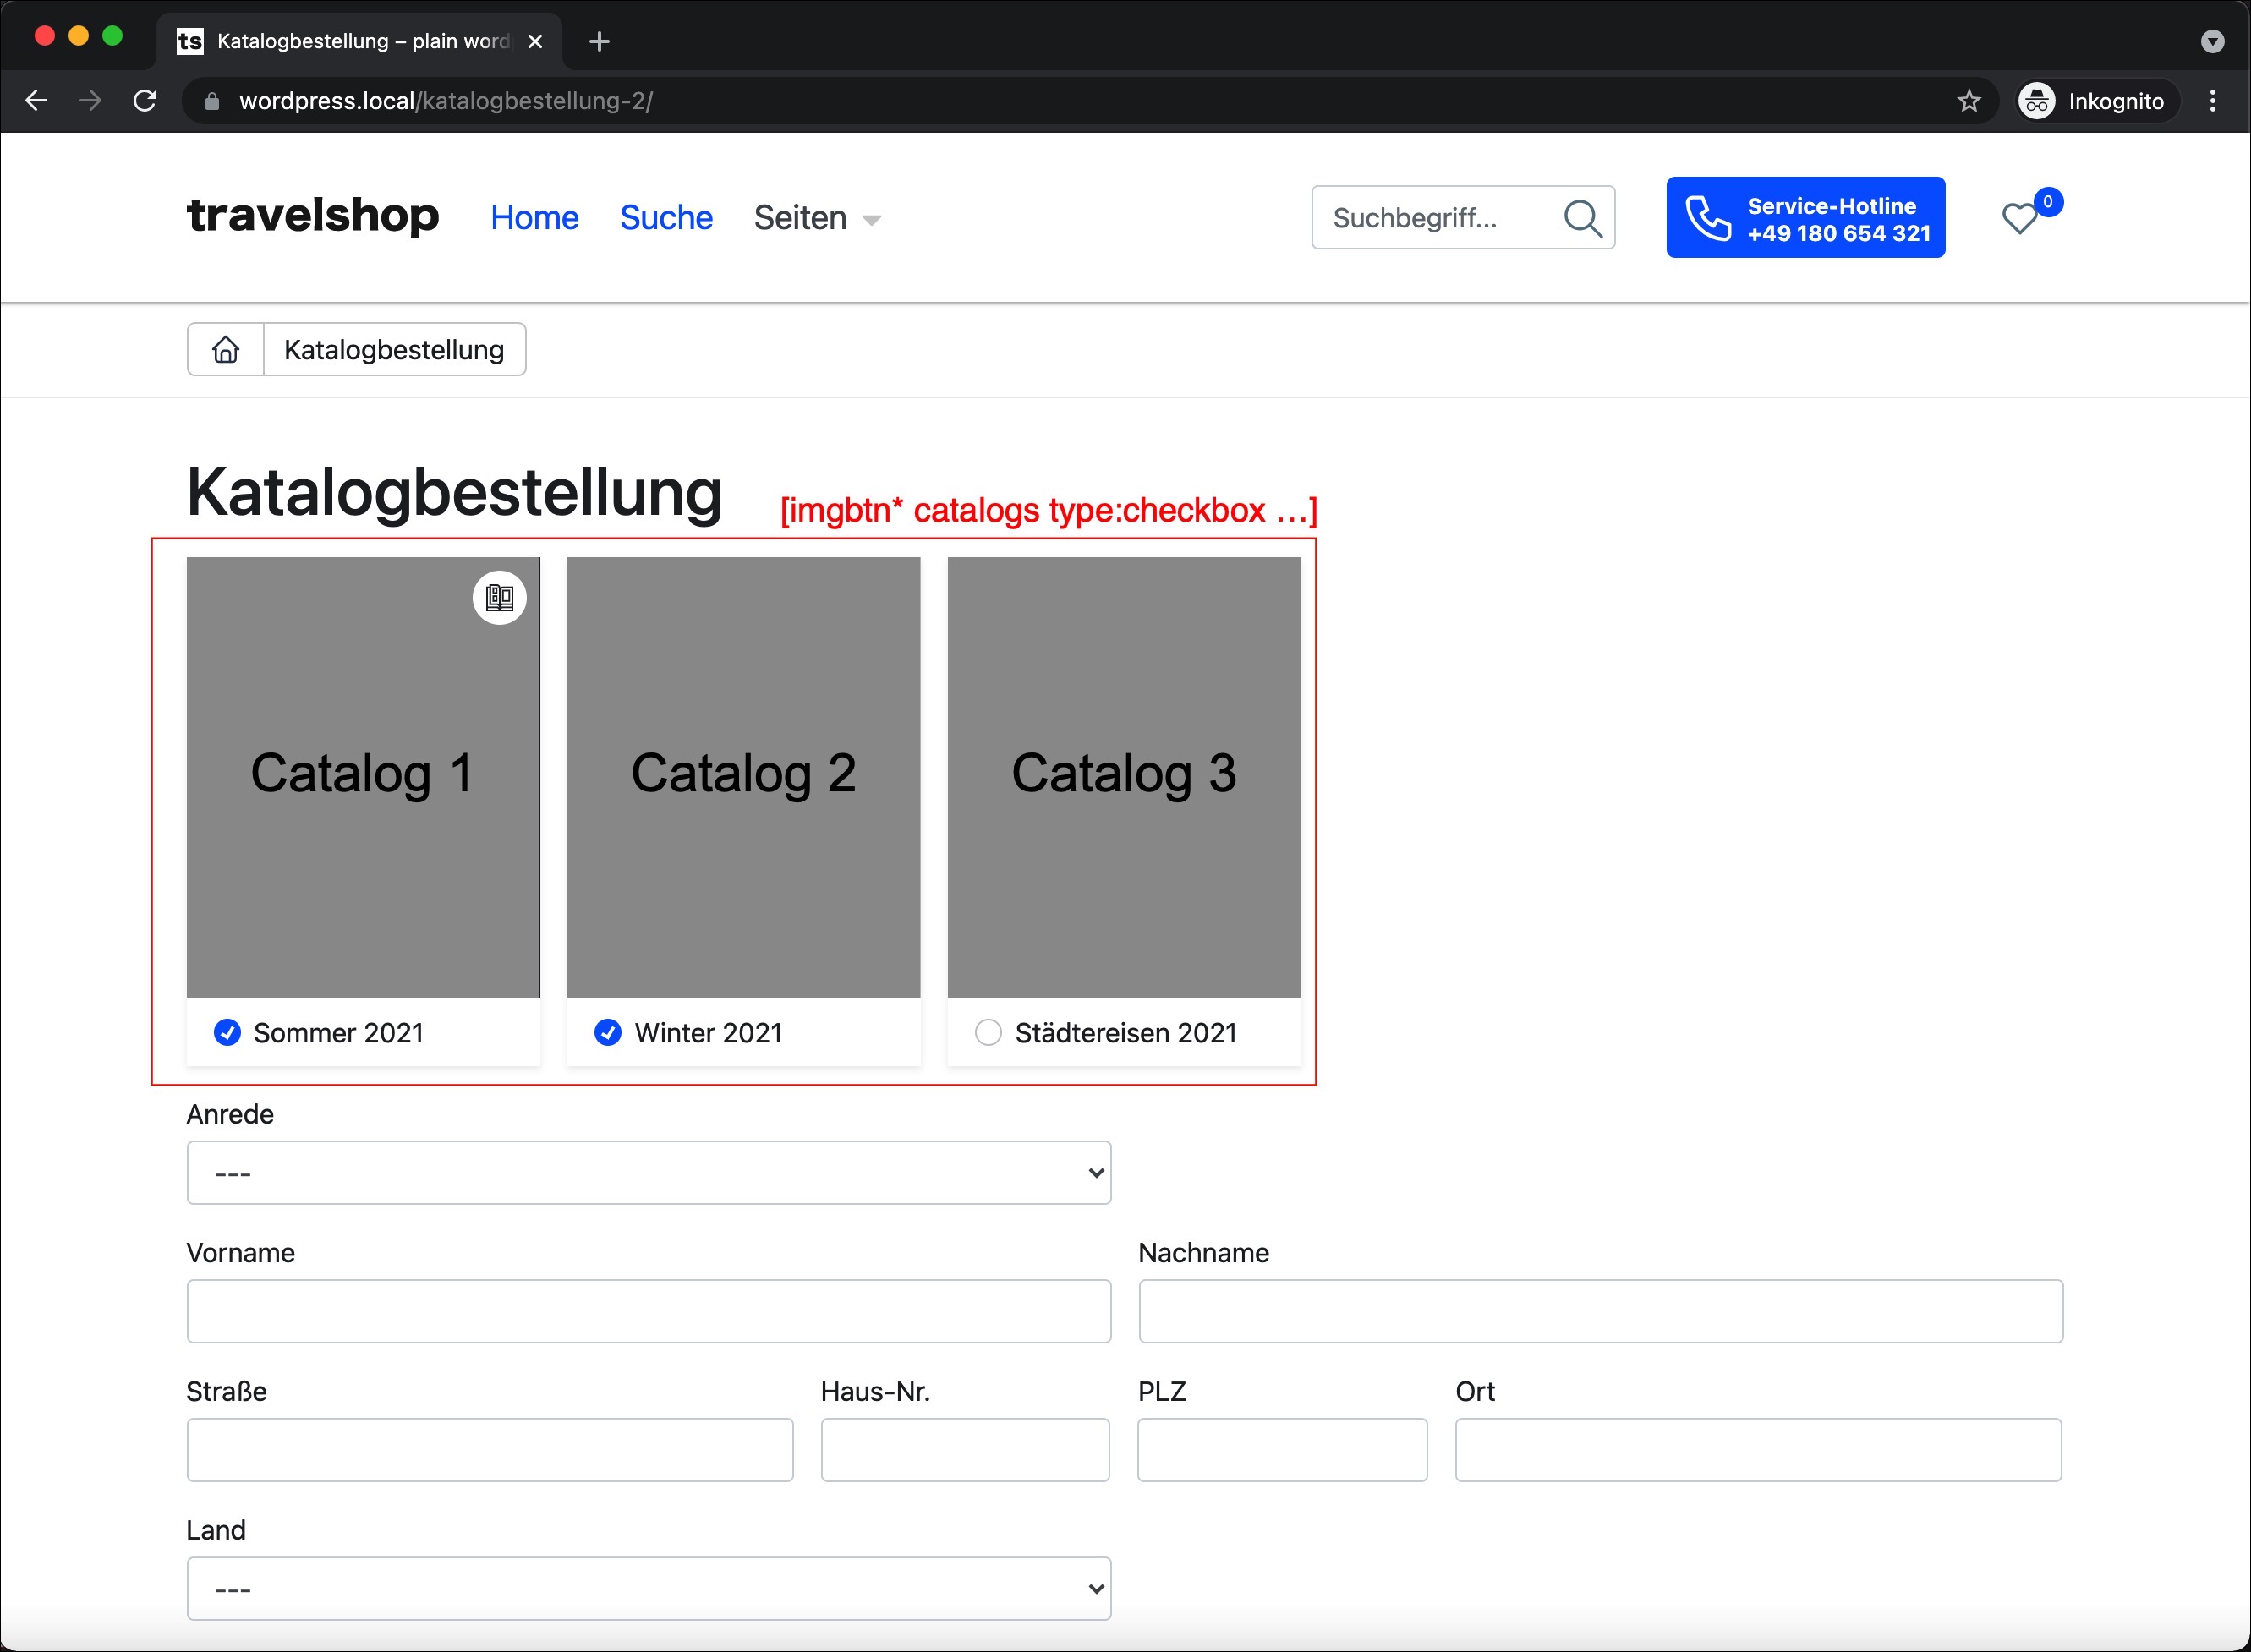 ts Katalogbestellung – plain word
wordpress.local/katalogbestellung-2/
Inkognito
travelshop
Home
Suche
Seiten
Suchbegriff...
Service-Hotline
+49 180 654 321
0
Katalogbestellung
Katalogbestellung
[imgbtn* catalogs type:checkbox ...]
Catalog 1
Catalog 2
Catalog 3
Sommer 2021
Winter 2021
Städtereisen 2021
Anrede
---
Vorname
Nachname
Straße
Haus-Nr.
PLZ
Ort
Land
---